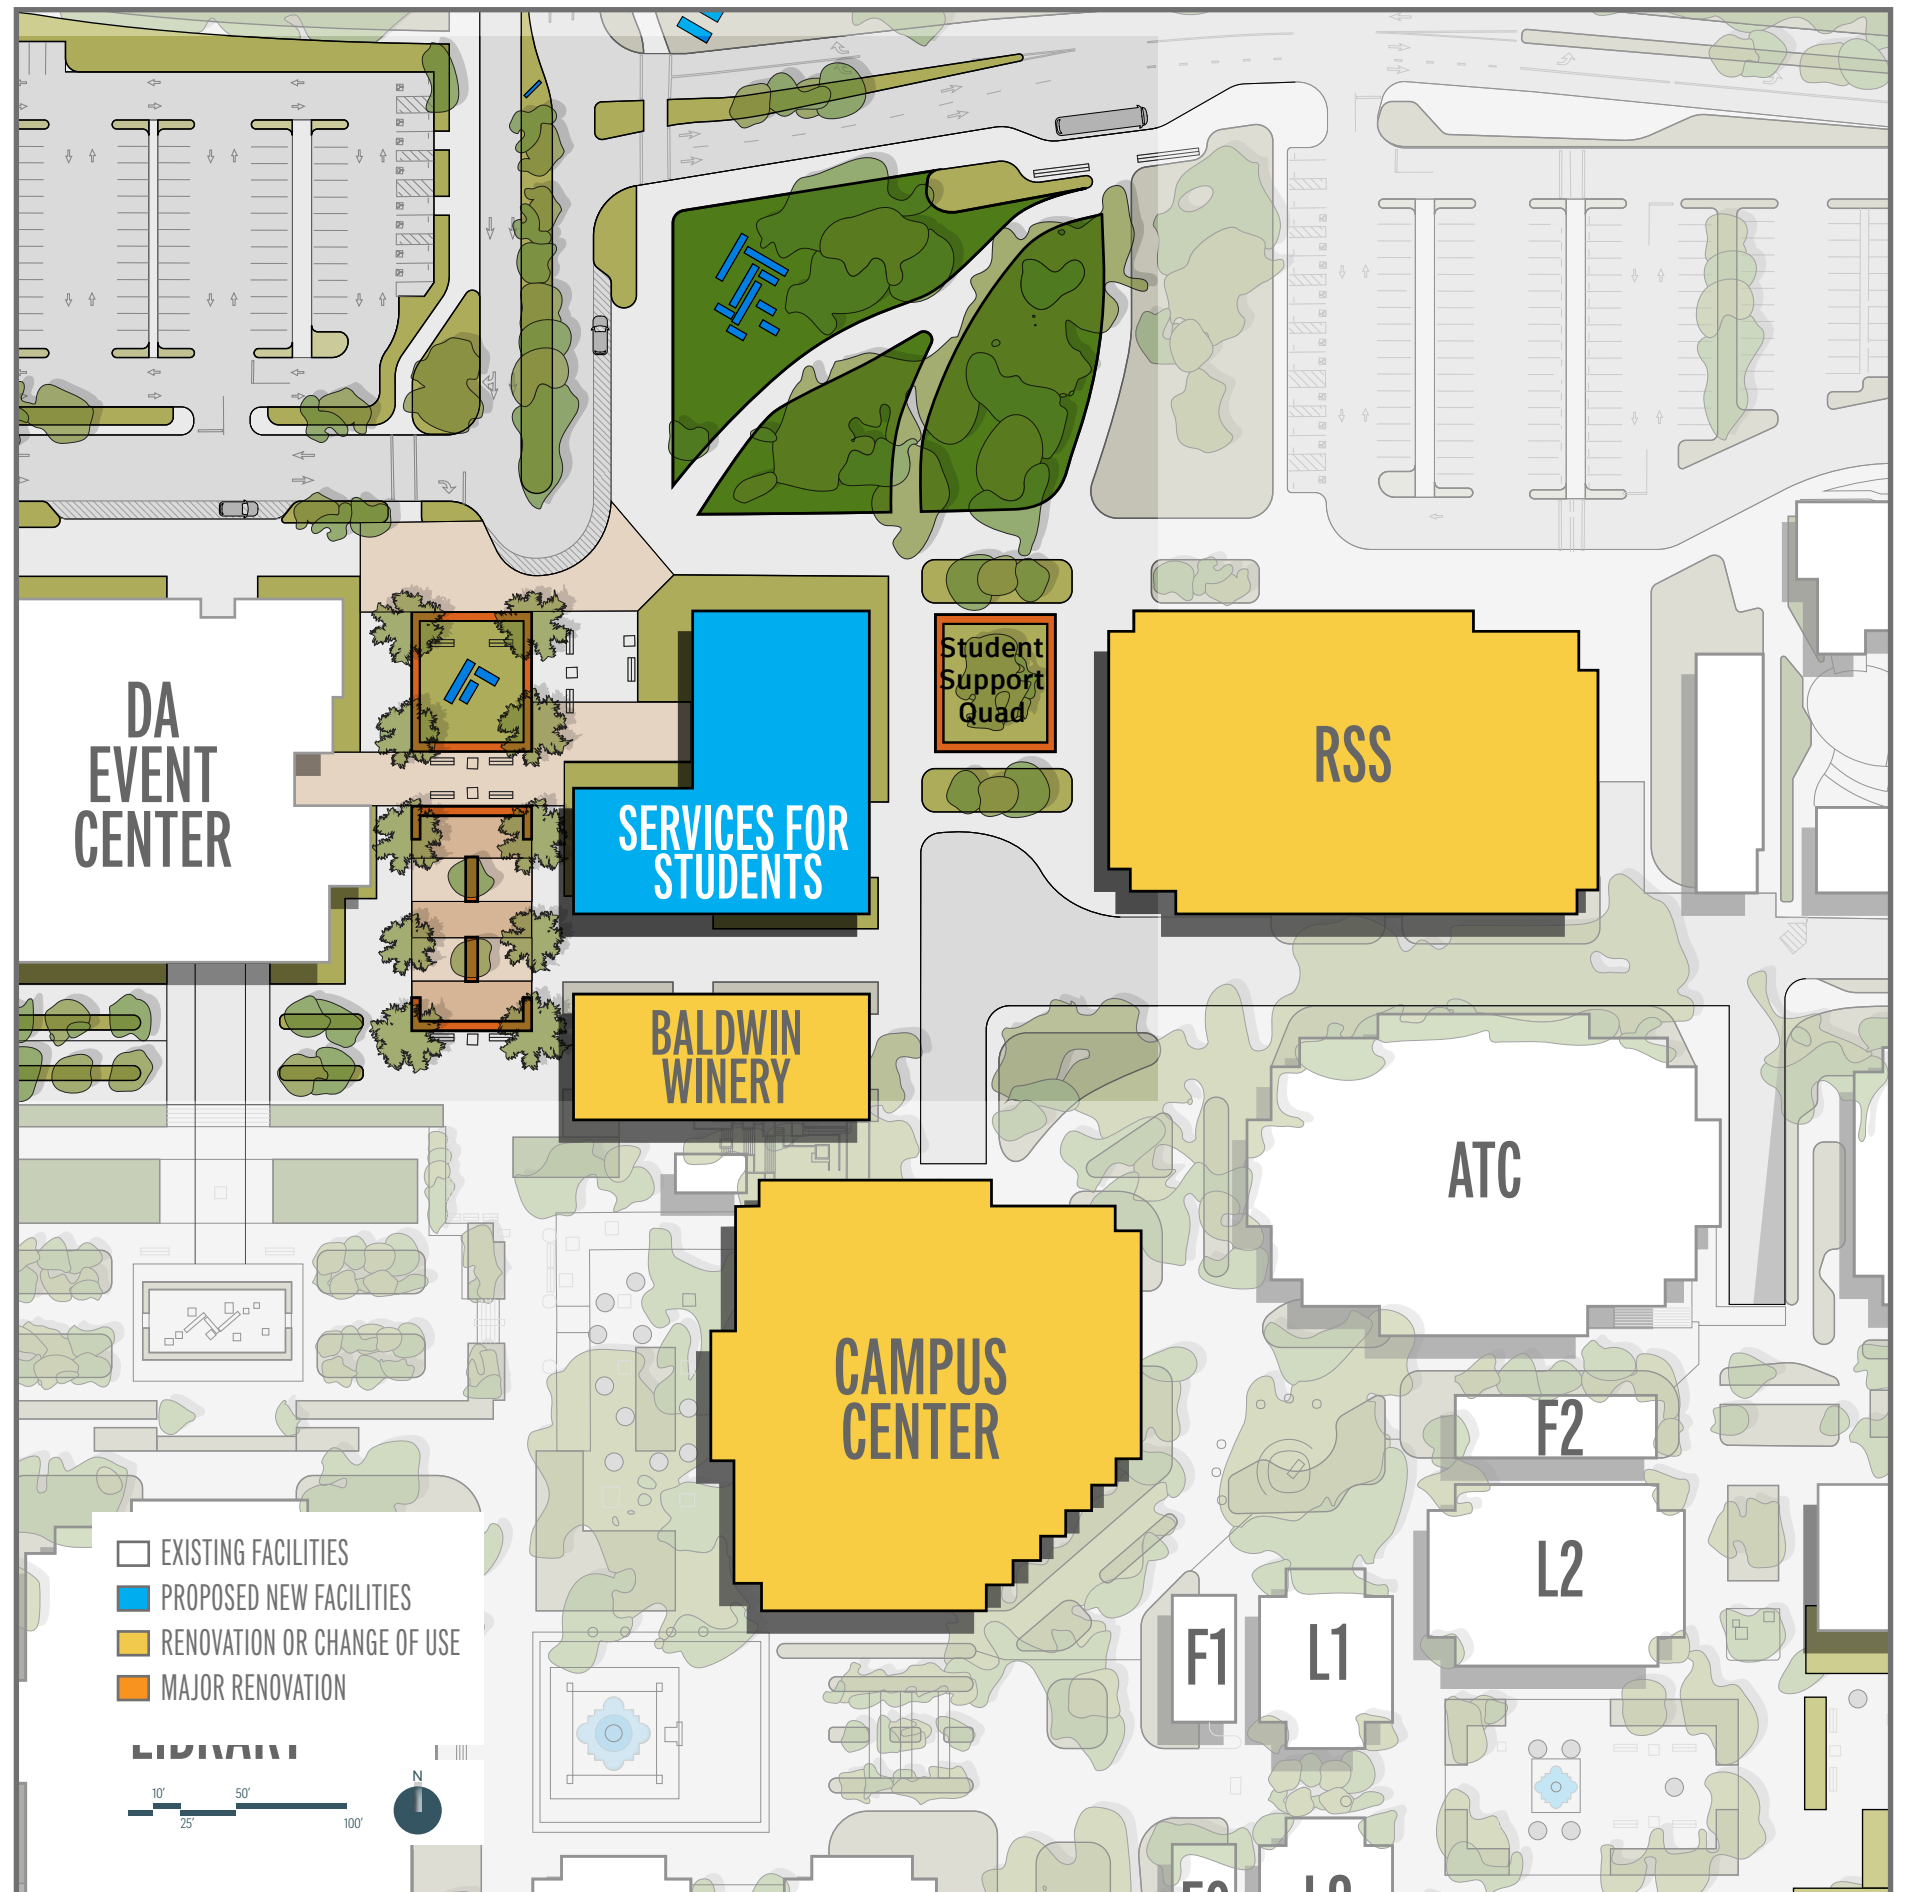 Student
Support
Quad
DA
EVENT
CENTER
RSS
SERVICES FOR
STUDENTS
BALDWIN
WINERY
ATC
CAMPUS
CENTER
F2
L2
F1
L1
EXISTING FACILITIES
PROPOSED NEW FACILITIES
RENOVATION OR CHANGE OF USE
MAJOR RENOVATION
LIBRARY
N
10'
50'
25'
100'